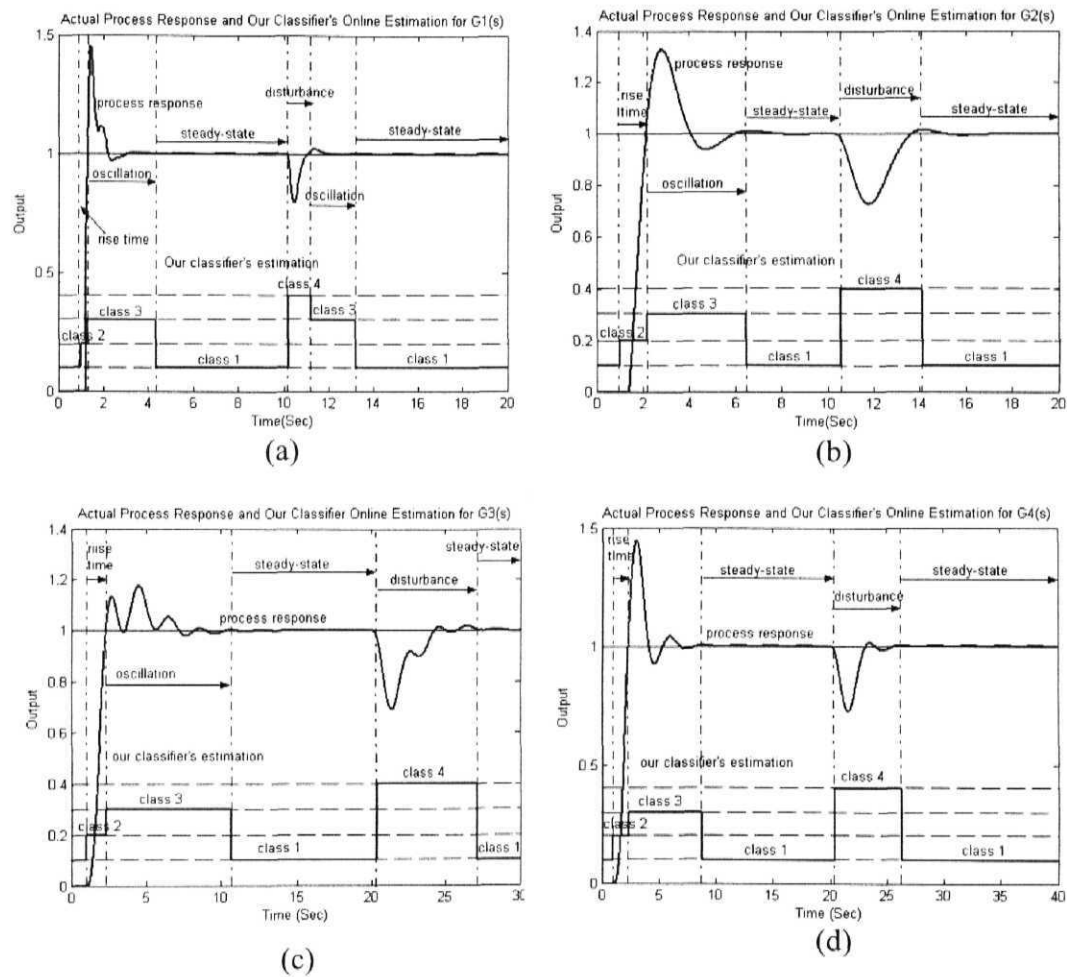 Actual Process Response and Our Classifier's Online Estimation for G1(s)
1.5
1
0.5
0
Output
process response
disturbance
steady-state
steady-state
oscillation
oscillation
rise time
Our classifier's estimation
class 4
class 3
class 3
class 2
class 1
class 1
0 2 4 6 8 10 12 14 16 18 20
Time(Sec)
(a)
Actual Process Response and Our Classifier's Online Estimation for G2(s)
1.4
1.2
1
0.8
0.6
0.4
0.2
0
Output
process response
rise
time
disturbance
steady-state
steady-state
oscillation
Our classifier's estimation
class 4
class 3
class 2
class 1
class 1
0 2 4 6 8 10 12 14 16 18 20
Time(Sec)
(b)
Actual Process Response and Our Classifier Online Estimation for G3(s)
1.4
1.2
1
0.8
0.6
0.4
0.2
0
Output
rise
time
steady-state
steady-state
disturbance
process response
oscillation
our classifier's estimation
class 4
class 3
class 2
class 1
class 1
0 5 10 15 20 25 30
Time (Sec)
(c)
Actual Process Response and Our Classifier's Online Estimation for G4(s)
1.5
1
0.5
0
Output
rise
time
steady-state
steady-state
disturbance
process response
our classifier's estimation
class 4
class 3
class 2
class 1
class 1
0 5 10 15 20 25 30 35 40
Time (Sec)
(d)